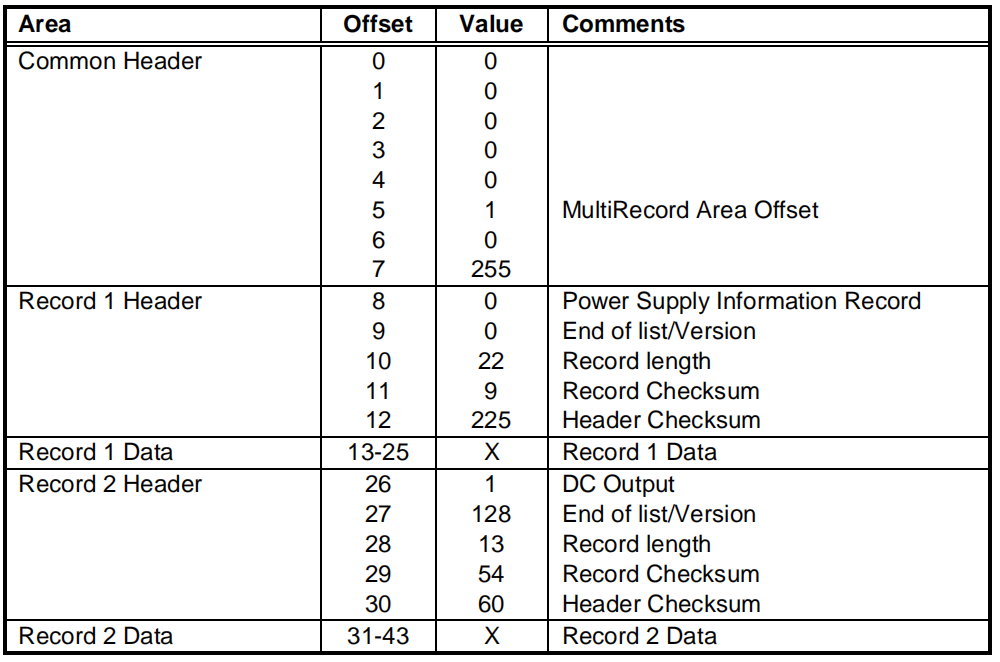 Area Offset Value Comments
Common Header 0 0
1 0
2 0
3 0
4 0
5 1 MultiRecord Area Offset
6 0
7 255
Record 1 Header 8 0 Power Supply Information Record
9 0 End of list/Version
10 22 Record length
11 9 Record Checksum
12 225 Header Checksum
Record 1 Data 13-25 X Record 1 Data
Record 2 Header 26 1 DC Output
27 128 End of list/Version
28 13 Record length
29 54 Record Checksum
30 60 Header Checksum
Record 2 Data 31-43 X Record 2 Data